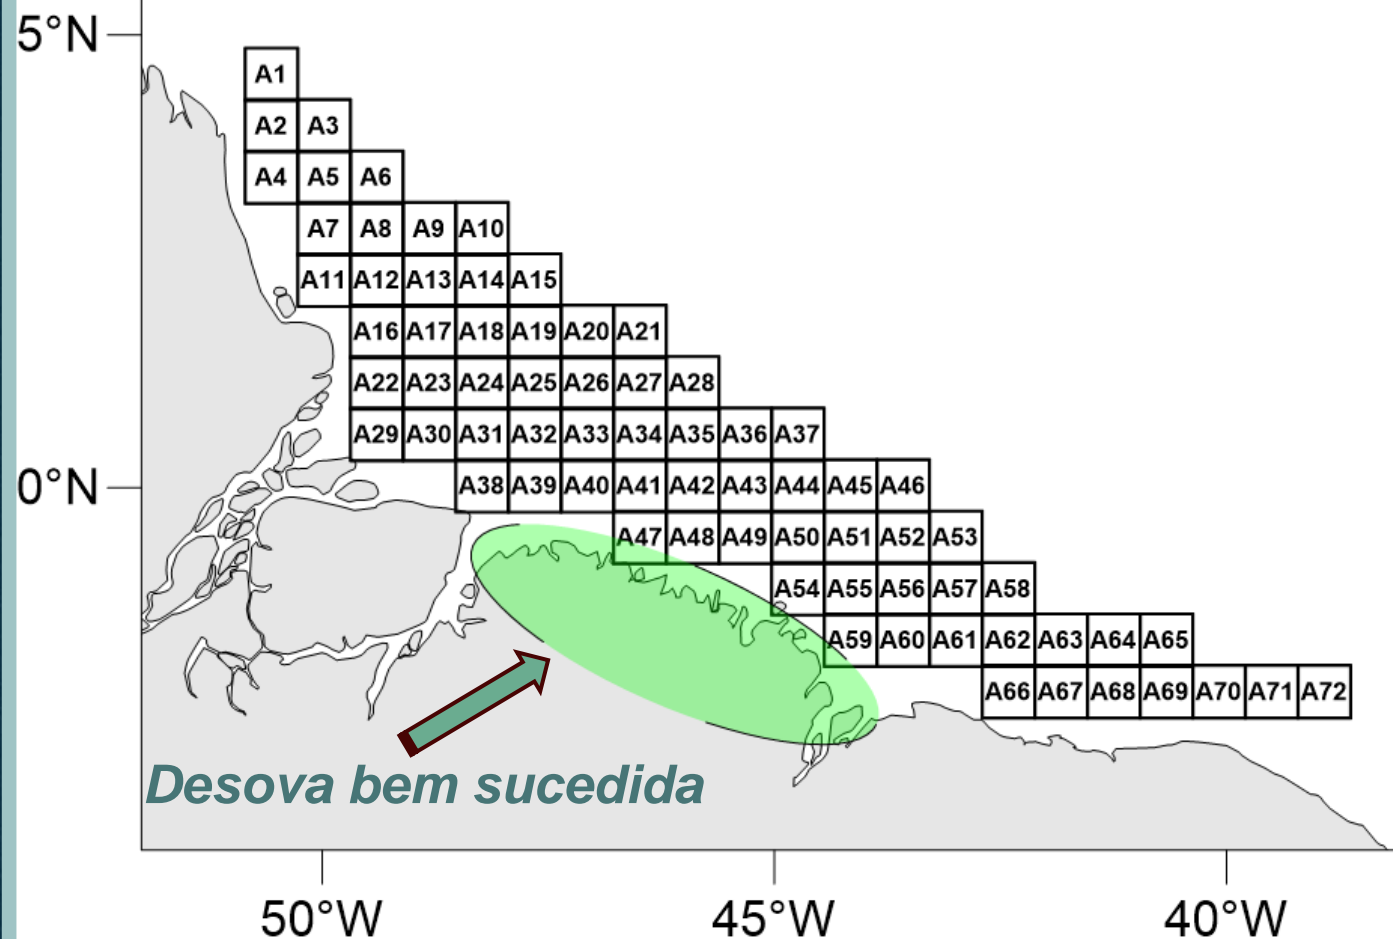 5°N
A1
A2 A3
A4 A5 A6
A7 A8 A9 A10
A11 A12 A13 A14 A15
A16 A17 A18 A19 A20 A21
A22 A23 A24 A25 A26 A27 A28
A29 A30 A31 A32 A33 A34 A35 A36 A37
0°N
A38 A39 A40 A41 A42 A43 A44 A45 A46
A47 A48 A49 A50 A51 A52 A53
A54 A55 A56 A57 A58
A59 A60 A61 A62 A63 A64 A65
A66 A67 A68 A69 A70 A71 A72
Desova bem sucedida
50°W 45°W 40°W